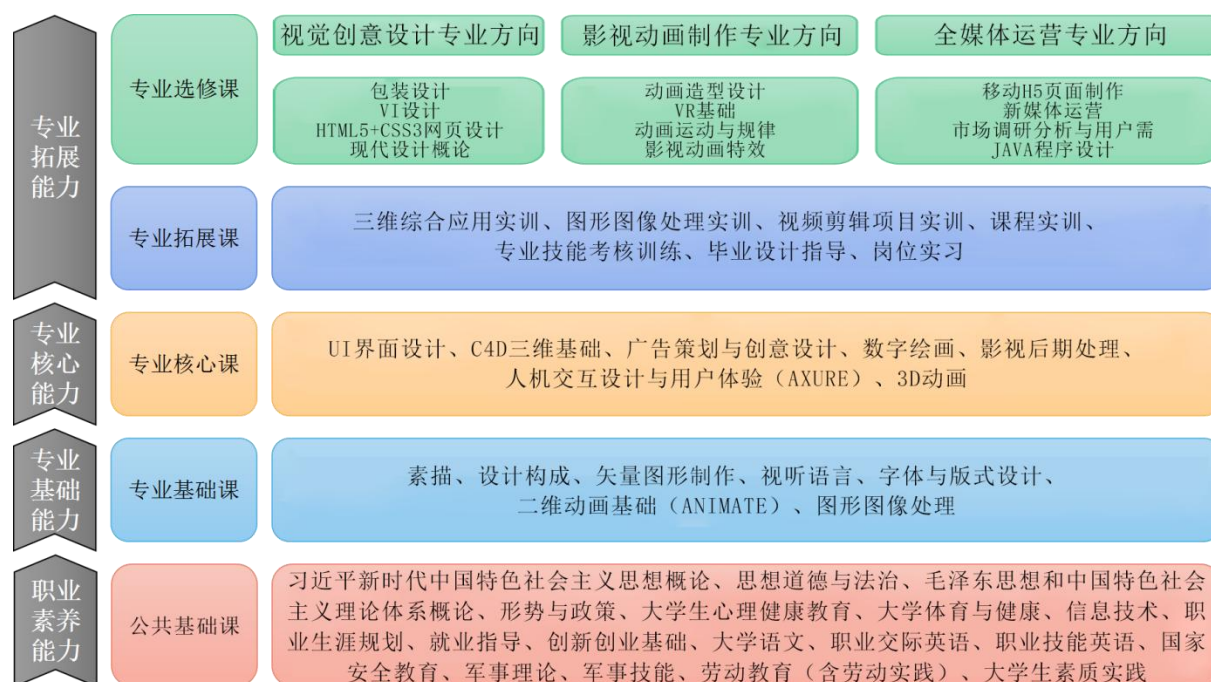 专业
拓展
能力
专业选修课
视觉创意设计专业方向
影视动画制作专业方向
全媒体运营专业方向
包装设计
VI设计
HTML5+CSS3网页设计
现代设计概论
动画造型设计
VR基础
动画运动与规律
影视动画特效
移动H5页面制作
新媒体运营
市场调研分析与用户需
JAVA程序设计
专业拓展课
三维综合应用实训、图形图像处理实训、视频剪辑项目实训、课程实训、
专业技能考核训练、毕业设计指导、岗位实习
专业
核心
能力
专业核心课
UI界面设计、C4D三维基础、广告策划与创意设计、数字绘画、影视后期处理、
人机交互设计与用户体验（AXURE）、3D动画
专业
基础
能力
专业基础课
素描、设计构成、矢量图形制作、视听语言、字体与版式设计、
二维动画基础（ANIMATE）、图形图像处理
职业
素养
能力
公共基础课
习近平新时代中国特色社会主义思想概论、思想道德与法治、毛泽东思想和中国特色社会
主义理论体系概论、形势与政策、大学生心理健康教育、大学体育与健康、信息技术、职
业生涯规划、就业指导、创新创业基础、大学语文、职业交际英语、职业技能英语、国家
安全教育、军事理论、军事技能、劳动教育（含劳动实践）、大学生素质实践